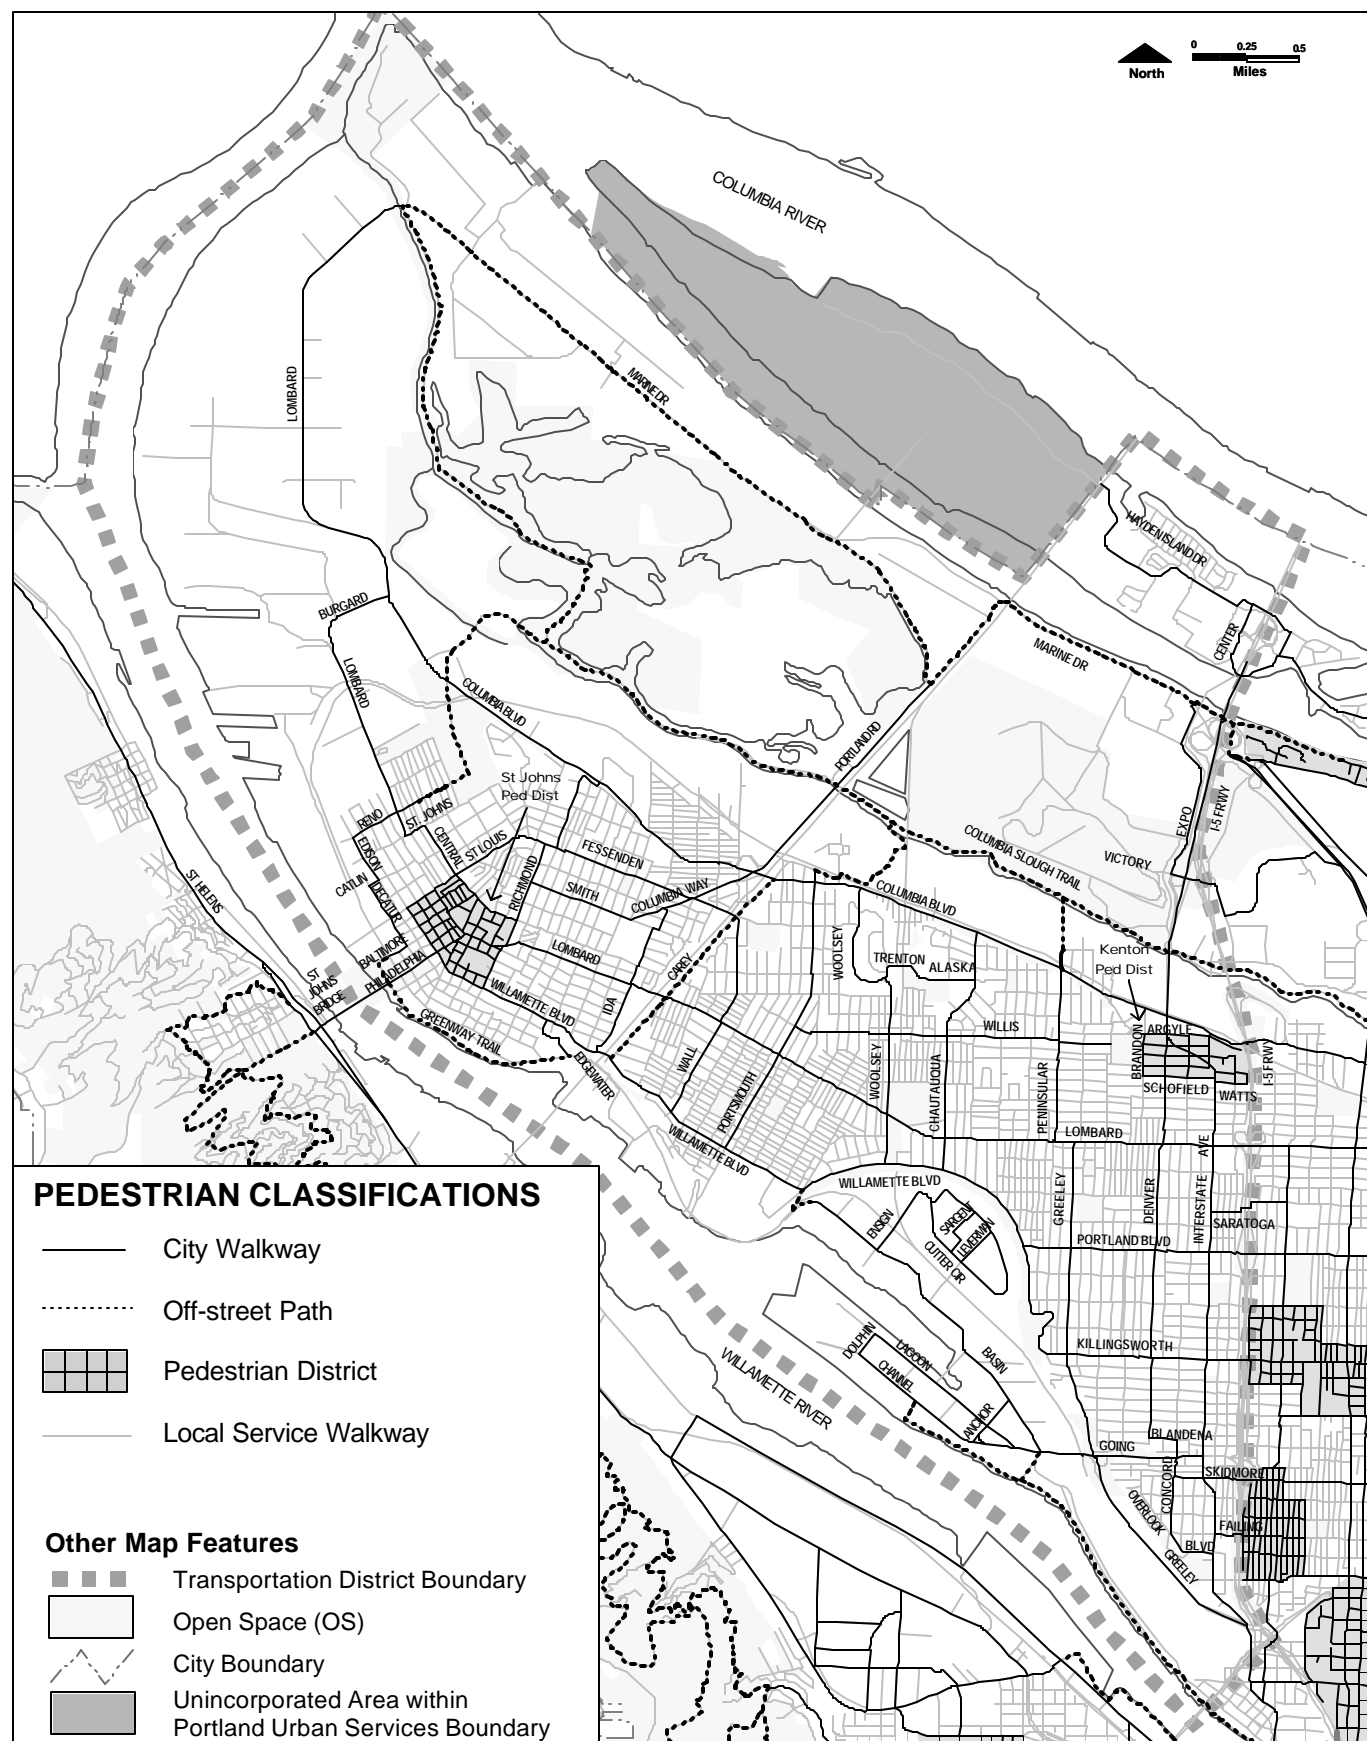 0 0.25 0.5
North
Miles
COLUMBIA RIVER
LOMBARD
MARINE DR
HAYDEN ISLAND DR
BURGARD
CENTER
LOMBARD
MARINE DR
COLUMBIA BLVD
PORTLAND RD
St Johns
Ped Dist
RENO
ST. JOHNS
EXPO
I-5 FRWY
EDISON
CENTRAL
ST LOUIS
FESSENDEN
COLUMBIA SLOUGH TRAIL
VICTORY
CATLIN
DECATUR
RICHMOND
SMITH
COLUMBIA WAY
COLUMBIA BLVD
ST. HELENS
BALTIMORE
PHILADELPHIA
LOMBARD
CAREY
WOOLSEY
TRENTON
ALASKA
Kenton
Ped Dist
ST
JOHNS
BRIDGE
WILLAMETTE BLVD
IDA
GREENWAY TRAIL
WILLIS
BRANDON
ARGYLE
EDGEWATER
WALL
PORTSMOUTH
WOOLSEY
CHAUTAUQUA
PENINSULAR
SCHOFIELD
WATTS
I-5 FRWY
WILLAMETTE BLVD
LOMBARD
WILLAMETTE BLVD
GREELEY
DENVER
INTERSTATE AVE
SARATOGA
ENSIGN
SARGENT
LEVERMAN
CUTTER CIR
PORTLAND BLVD
DOLPHIN
LAGOON
CHANNEL
BASIN
KILLINGSWORTH
WILLAMETTE RIVER
ANCHOR
GOING
BLANDENA
SKIDMORE
CONCORD
OVERLOOK
BLVD
FAILING
GREELEY
PEDESTRIAN CLASSIFICATIONS
City Walkway
Off-street Path
Pedestrian District
Local Service Walkway
Other Map Features
Transportation District Boundary
Open Space (OS)
City Boundary
Unincorporated Area within
Portland Urban Services Boundary